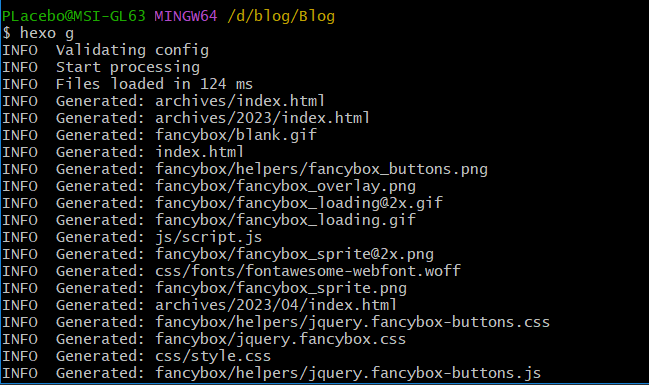 PLacebo@MSI-GL63 MINGW64 /d/blog/Blog
$ hexo g
INFO  Validating config
INFO  Start processing
INFO  Files loaded in 124 ms
INFO  Generated: archives/index.html
INFO  Generated: archives/2023/index.html
INFO  Generated: fancybox/blank.gif
INFO  Generated: index.html
INFO  Generated: fancybox/helpers/fancybox_buttons.png
INFO  Generated: fancybox/fancybox_overlay.png
INFO  Generated: fancybox/fancybox_loading@2x.gif
INFO  Generated: fancybox/fancybox_loading.gif
INFO  Generated: js/script.js
INFO  Generated: fancybox/fancybox_sprite@2x.png
INFO  Generated: css/fonts/fontawesome-webfont.woff
INFO  Generated: fancybox/fancybox_sprite.png
INFO  Generated: archives/2023/04/index.html
INFO  Generated: fancybox/helpers/jquery.fancybox-buttons.css
INFO  Generated: fancybox/jquery.fancybox.css
INFO  Generated: css/style.css
INFO  Generated: fancybox/helpers/jquery.fancybox-buttons.js